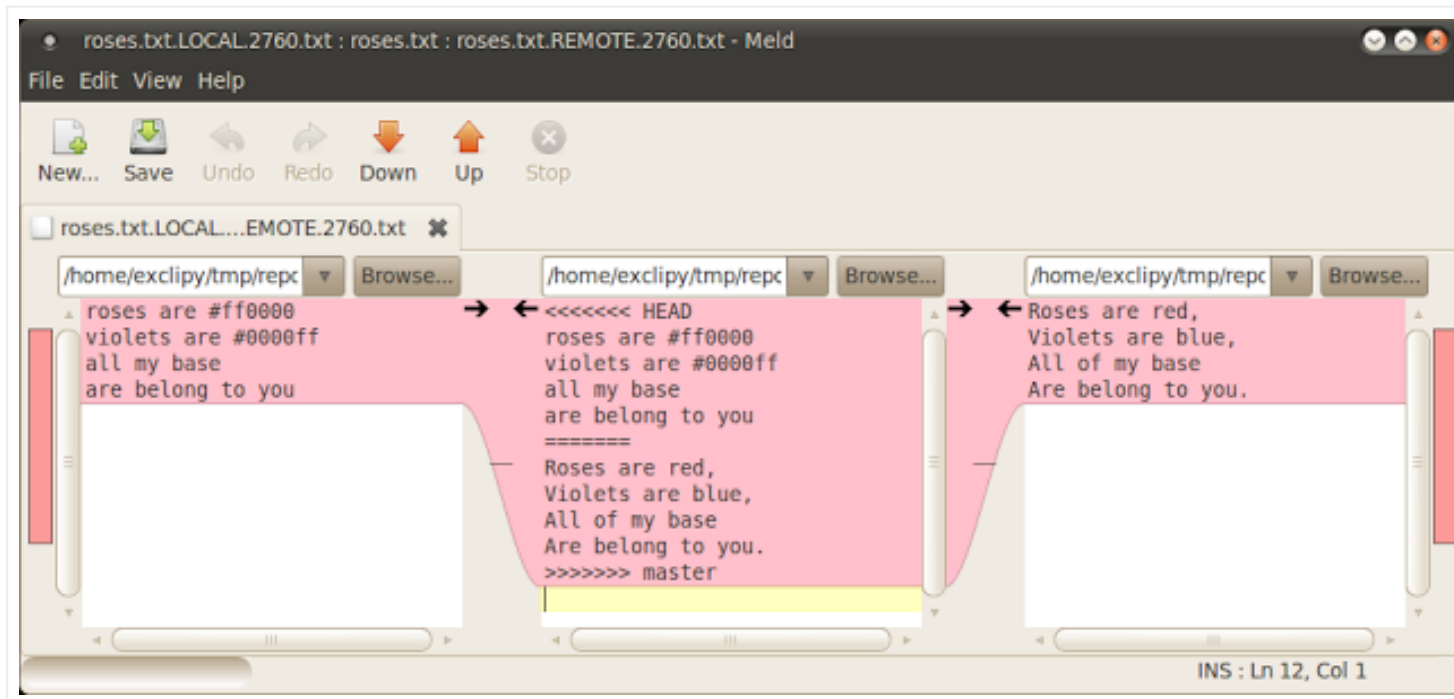 roses.txt.LOCAL.2760.txt : roses.txt : roses.txt.REMOTE.2760.txt - Meld
File Edit View Help
New... Save Undo Redo Down Up Stop
roses.txt.LOCAL....EMOTE.2760.txt
/home/exclipy/tmp/repo Browse... /home/exclipy/tmp/repo Browse... /home/exclipy/tmp/repo Browse...
roses are #ff0000
violets are #0000ff
all my base
are belong to you
<<<<<<< HEAD
roses are #ff0000
violets are #0000ff
all my base
are belong to you
=======
Roses are red,
Violets are blue,
All of my base
Are belong to you.
>>>>>>> master
Roses are red,
Violets are blue,
All of my base
Are belong to you.
INS : Ln 12, Col 1